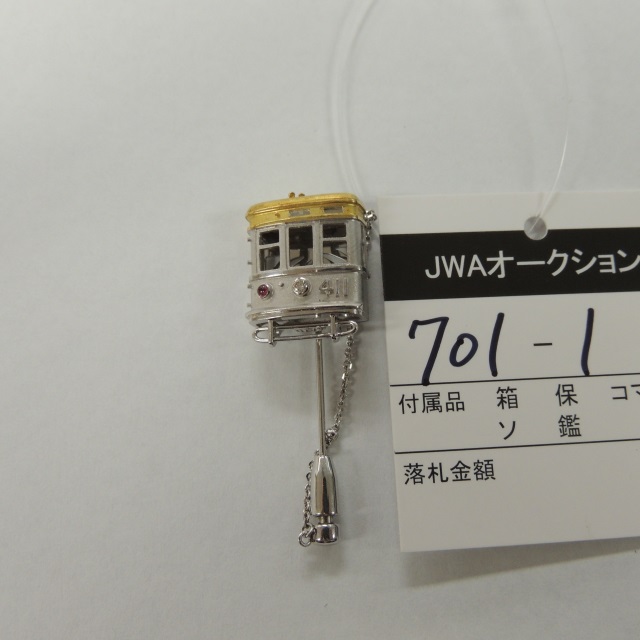 411
JWAオークション
701-1
付属品 箱 保 コマ
ソ 鑑
落札金額